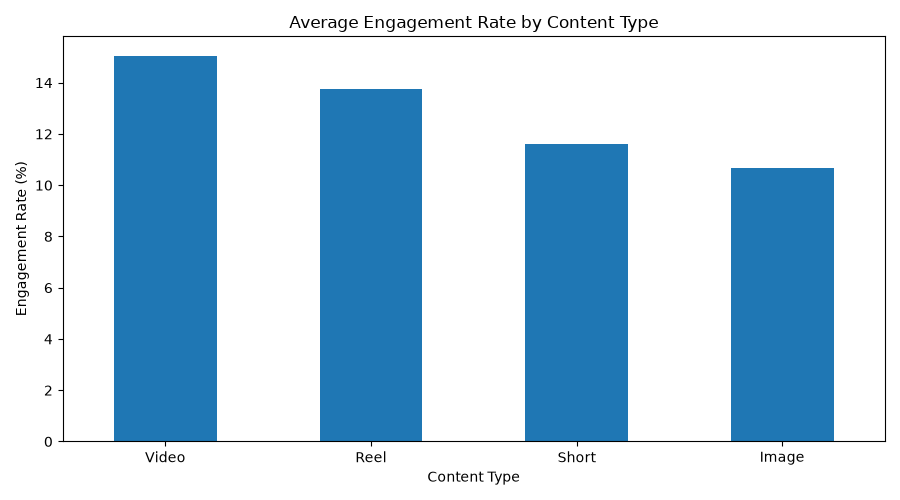 Average Engagement Rate by Content Type
Engagement Rate (%)
14
12
10
8
6
4
2
0
Video Reel Short Image
Content Type